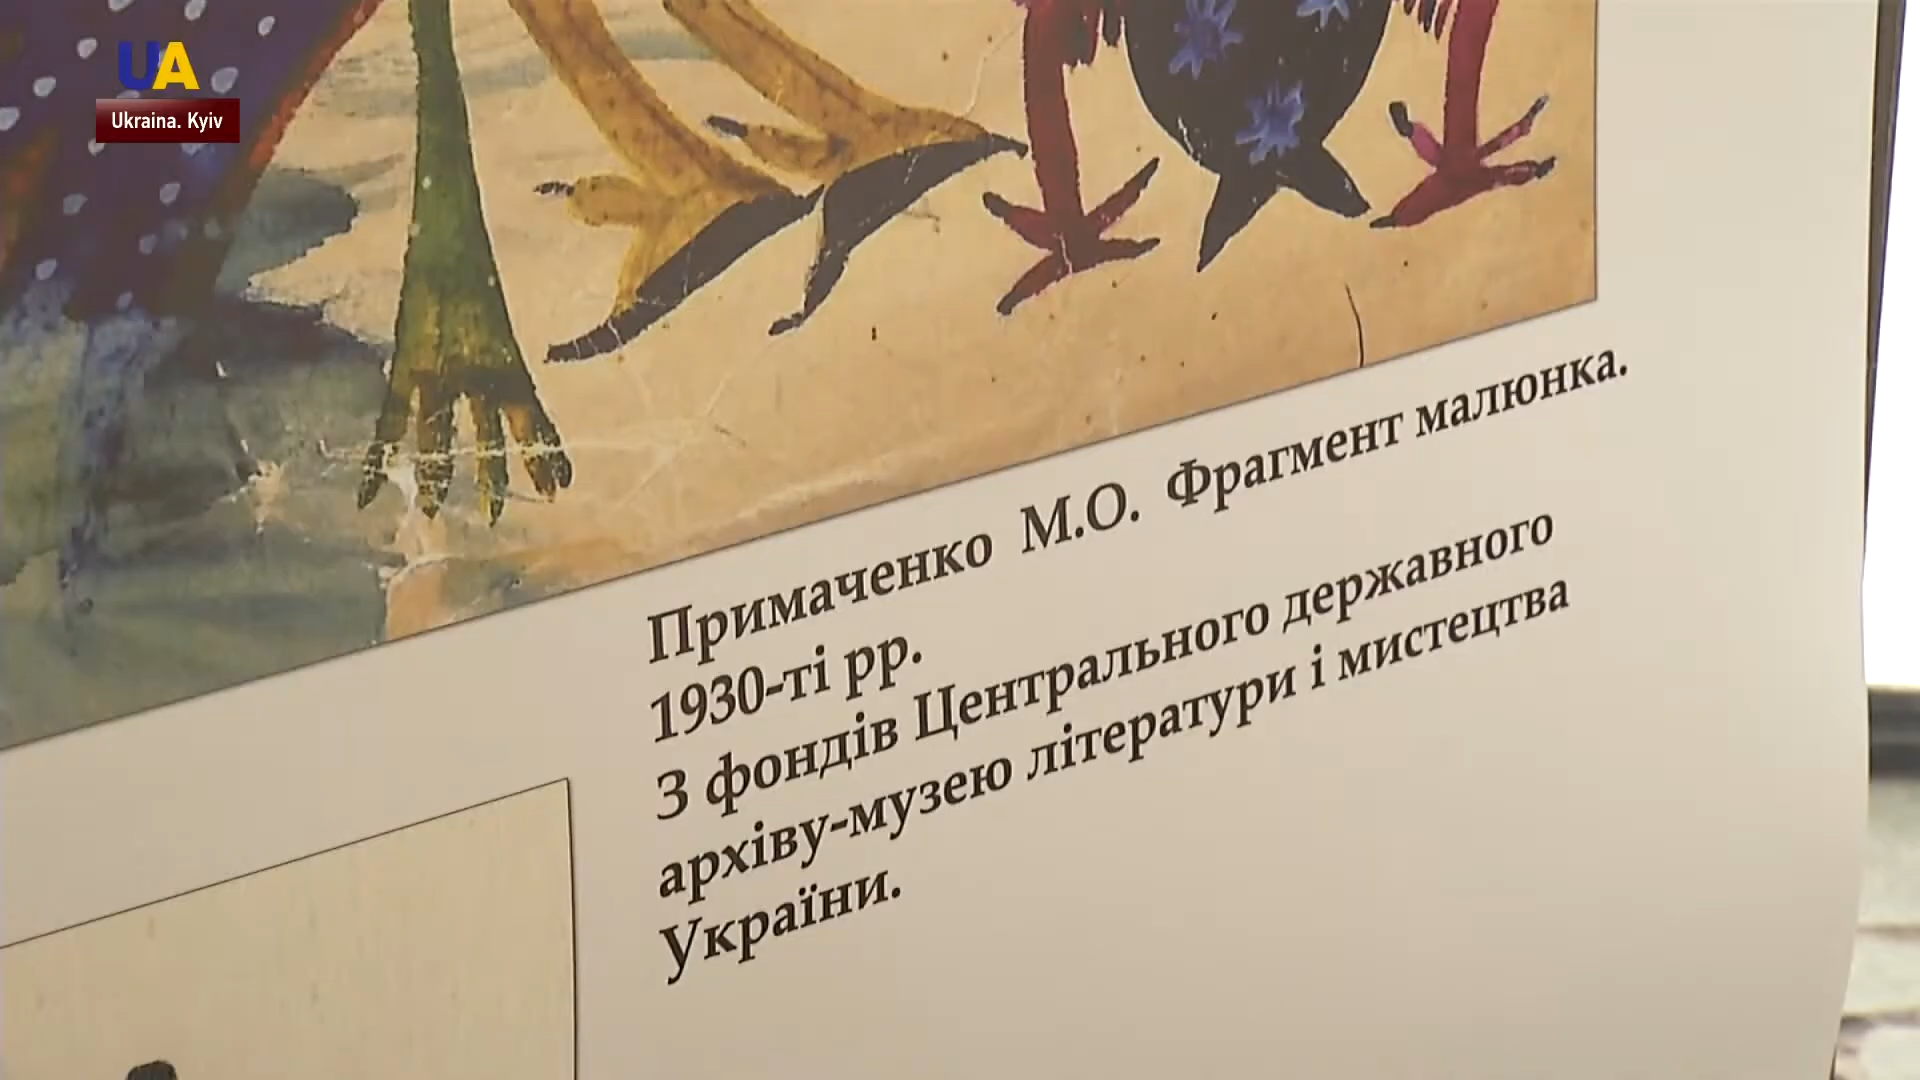 UA
Ukraina. Kyiv
Примаченко М.О. Фрагмент малюнка.
1930-ті рр.
З фондів Центрального державного
архіву-музею літератури і мистецтва
України.